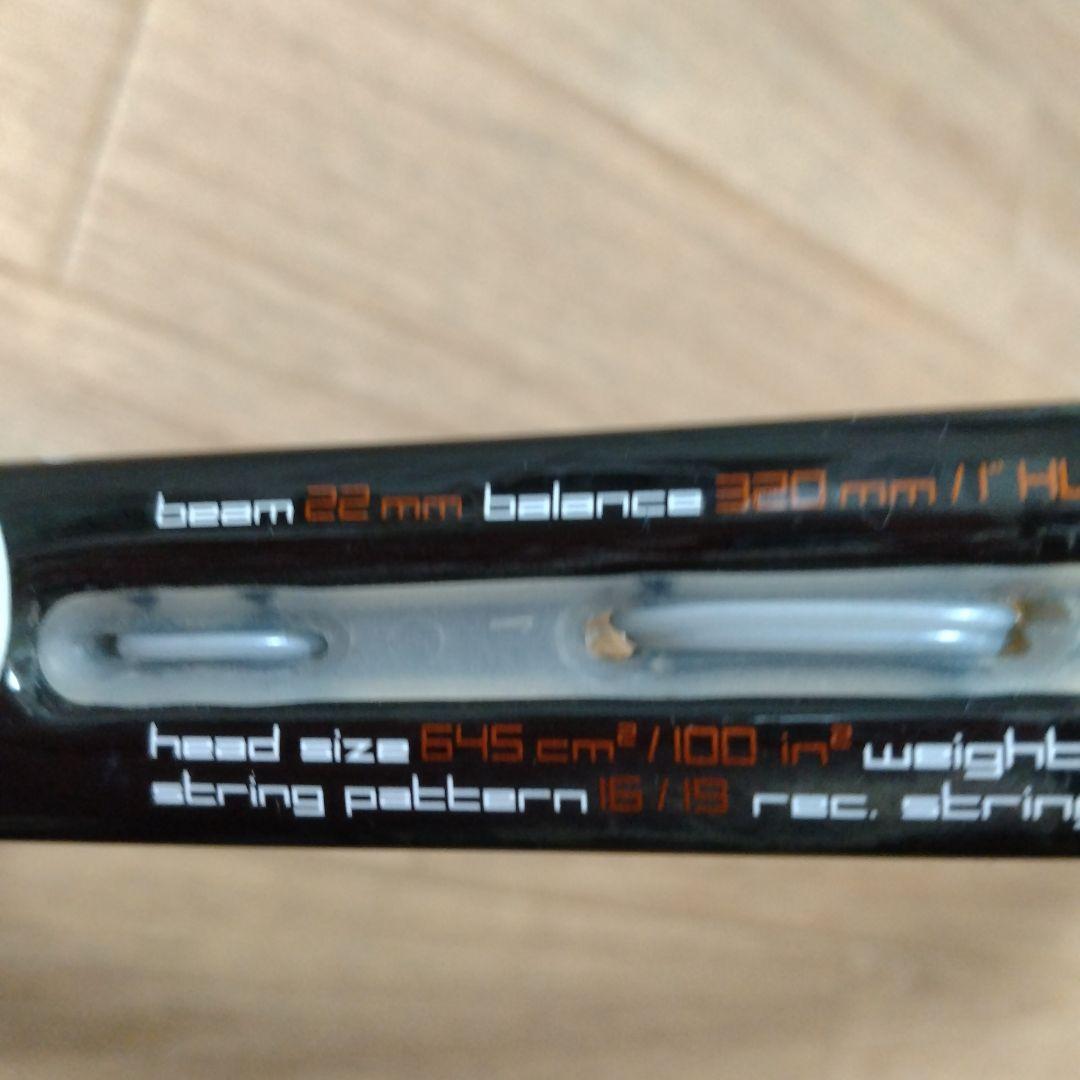 beam 22 mm balance 320 mm / 1" HL
head size 645 cm² / 100 in² weight
string pattern 16 / 19 rec. string